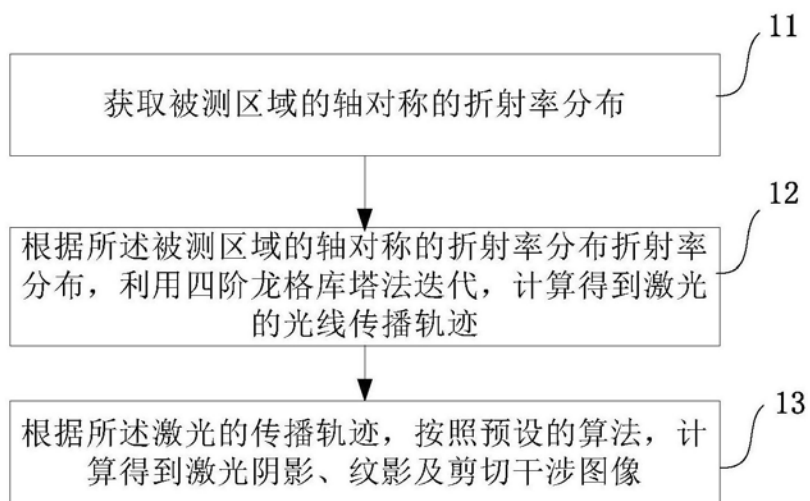 11
获取被测区域的轴对称的折射率分布
12
根据所述被测区域的轴对称的折射率分布折射率
分布，利用四阶龙格库塔法迭代，计算得到激光
的光线传播轨迹
13
根据所述激光的传播轨迹，按照预设的算法，计
算得到激光阴影、纹影及剪切干涉图像